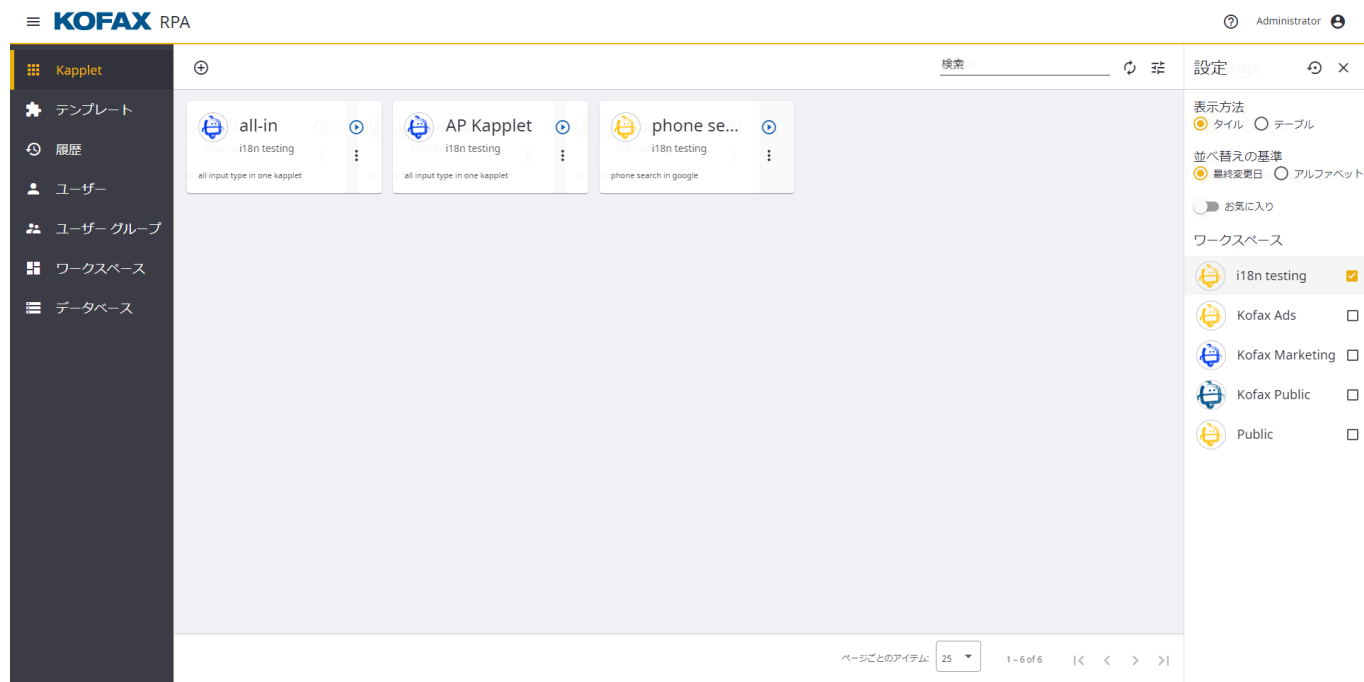 KOFAX RPA
Administrator
Kapplet
テンプレート
履歴
ユーザー
ユーザー グループ
ワークスペース
データベース
検索
all-in
i18n testing
all input type in one kapplet
AP Kapplet
i18n testing
all input type in one kapplet
phone se...
i18n testing
phone search in google
ページごとのアイテム: 25
1 – 6 of 6
設定
表示方法
タイル テーブル
並べ替えの基準
最終変更日 アルファベット
お気に入り
ワークスペース
i18n testing
Kofax Ads
Kofax Marketing
Kofax Public
Public